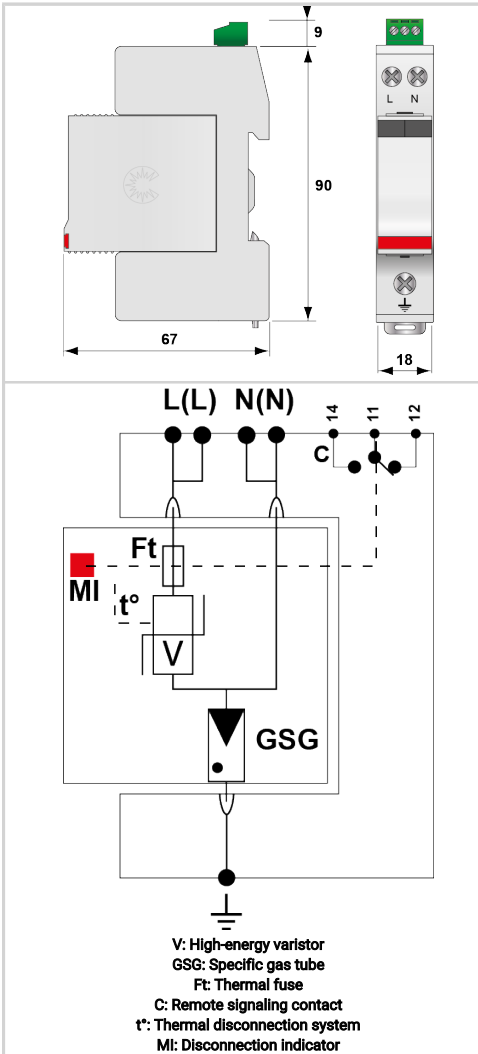 9
L N
90
67
18
L(L) N(N)
14
11
12
C
Ft
MI
t°
V
GSG
V: High-energy varistor
GSG: Specific gas tube
Ft: Thermal fuse
C: Remote signaling contact
t°: Thermal disconnection system
MI: Disconnection indicator